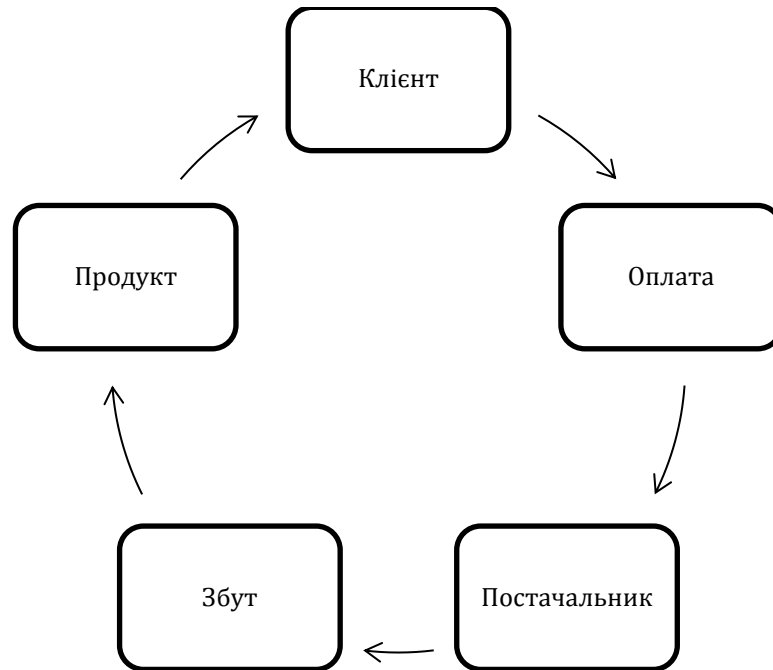 Клієнт
Оплата
Постачальник
Збут
Продукт